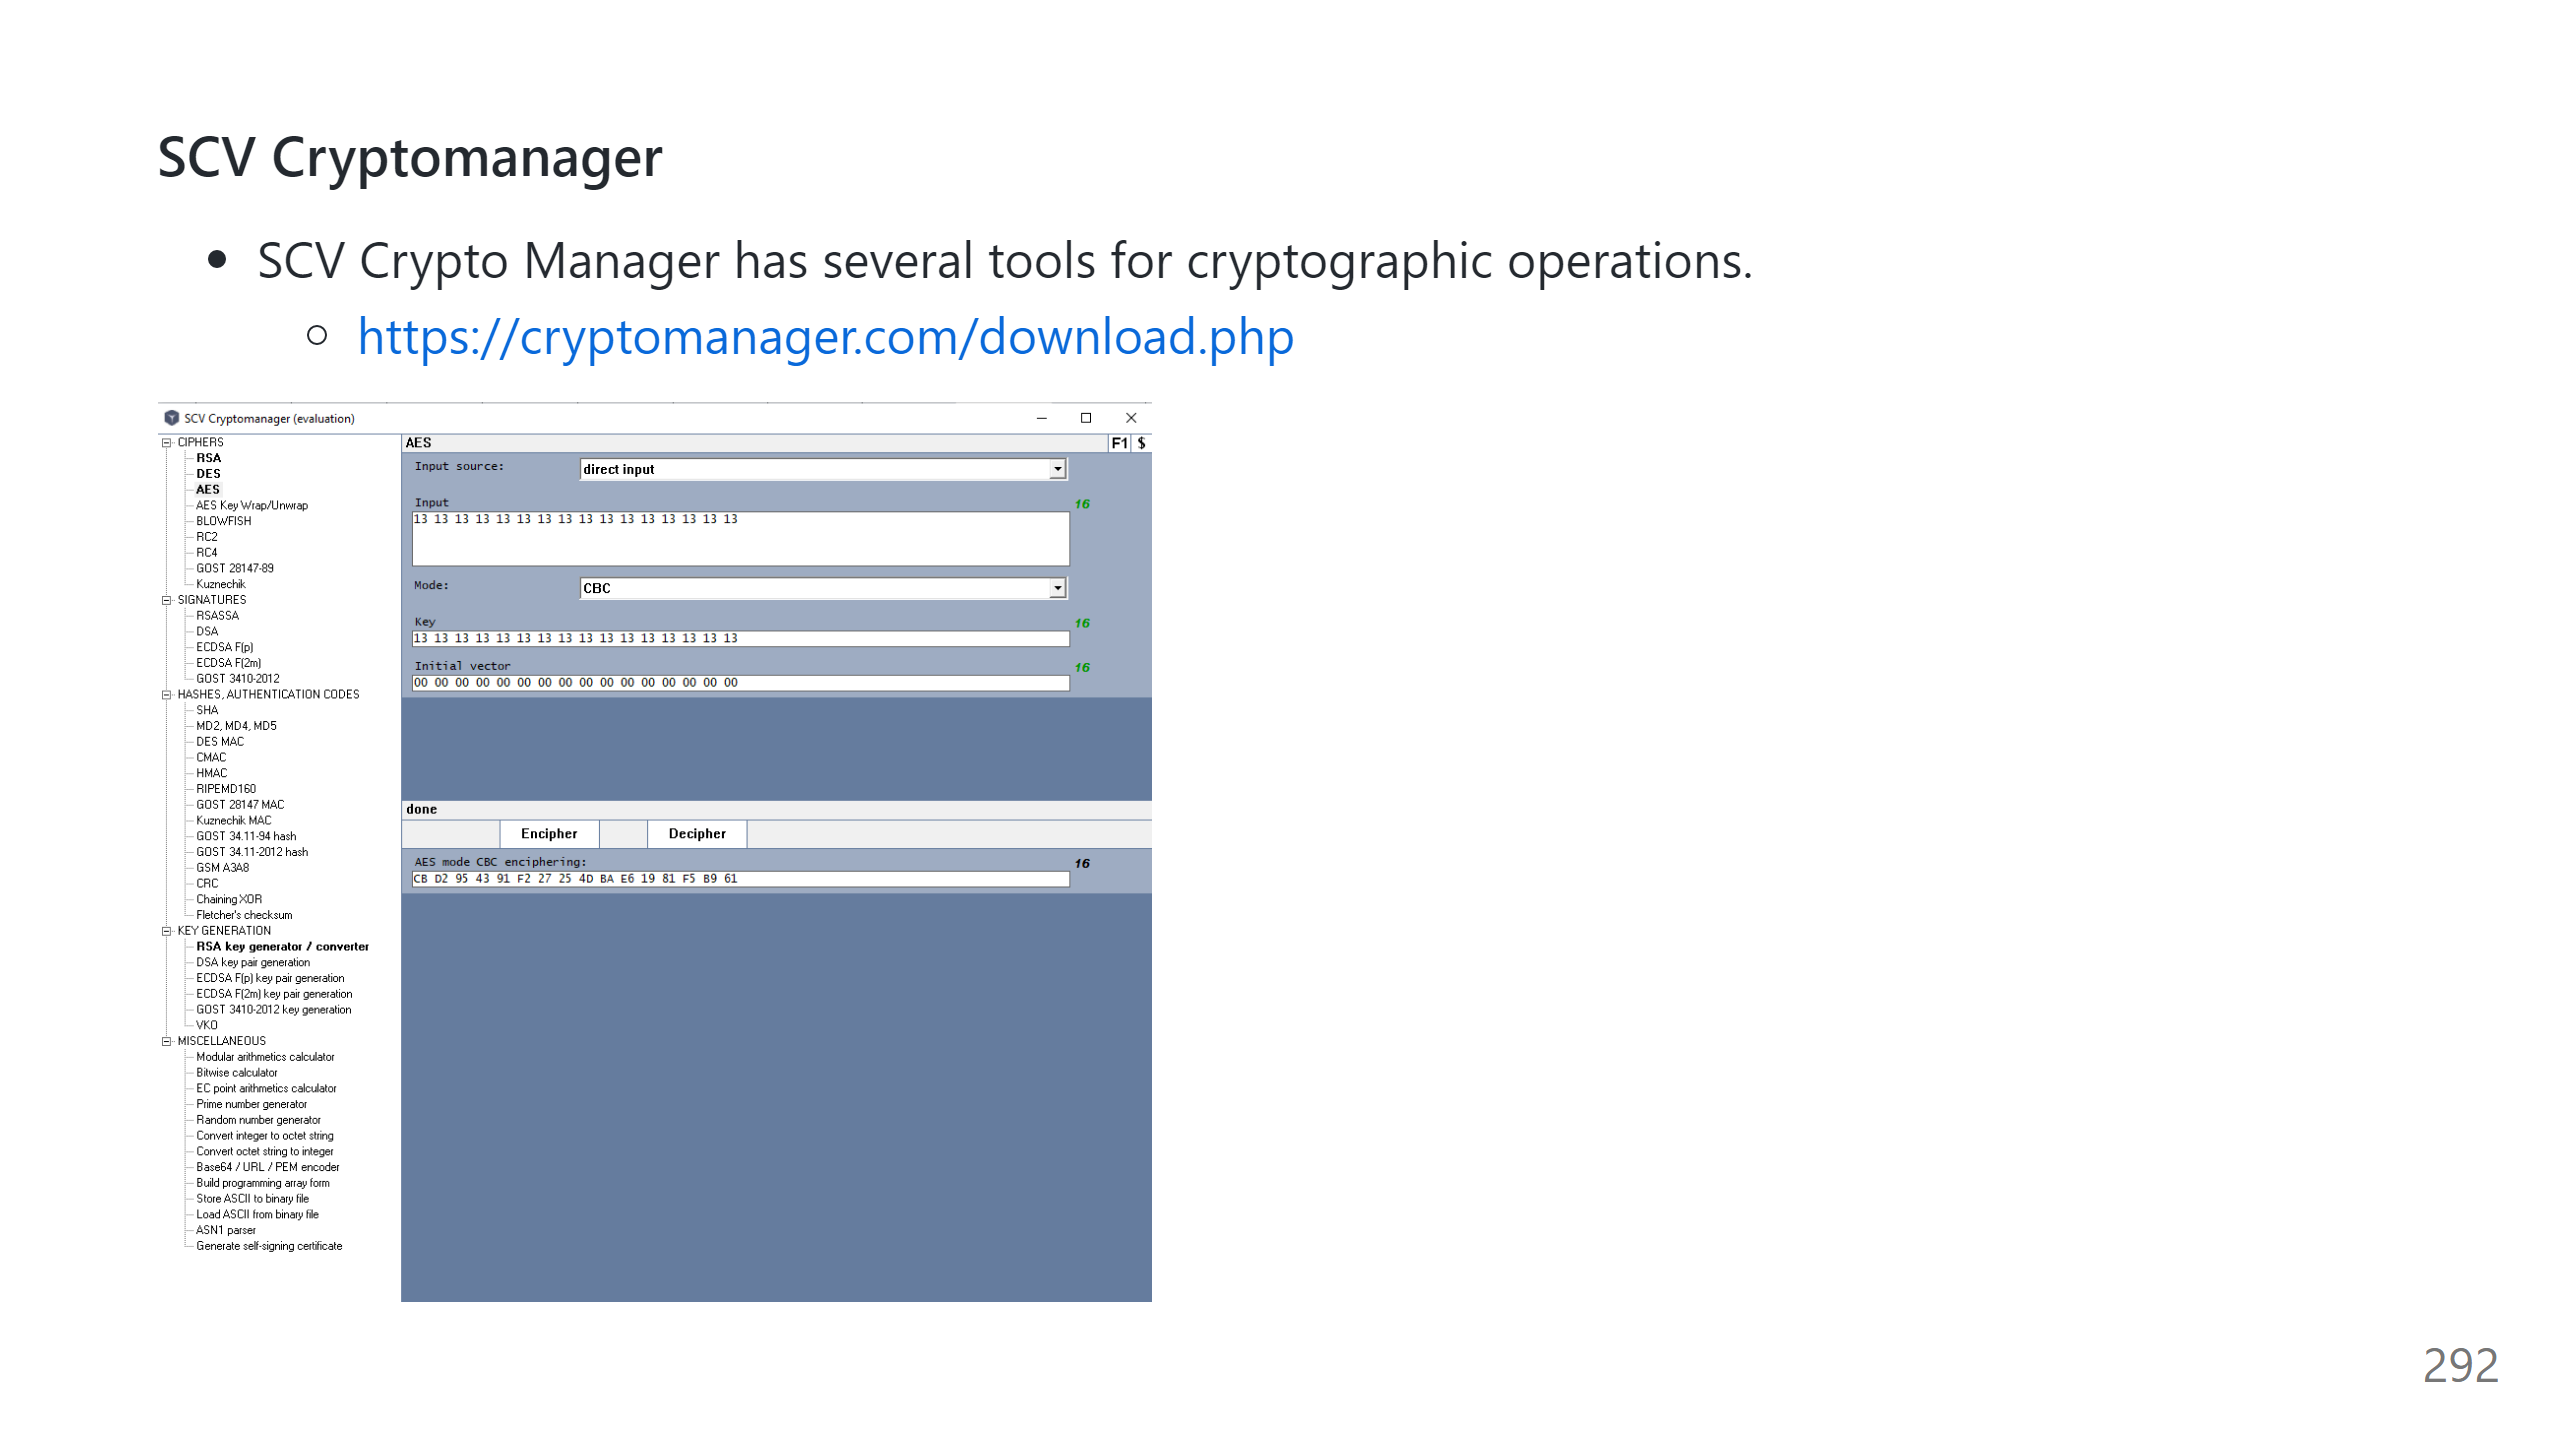 SCV Cryptomanager
• SCV Crypto Manager has several tools for cryptographic operations.
○ https://cryptomanager.com/download.php
SCV Cryptomanager (evaluation)
CIPHERS
RSA
DES
AES
AES Key Wrap/Unwrap
BLOWFISH
RC2
RC4
GOST 28147-89
Kuznechik
SIGNATURES
RSASSA
DSA
ECDSA F(p)
ECDSA F(2m)
GOST 3410-2012
HASHES, AUTHENTICATION CODES
SHA
MD2, MD4, MD5
DES MAC
CMAC
HMAC
RIPEMD160
GOST 28147 MAC
Kuznechik MAC
GOST 34.11-94 hash
GOST 34.11-2012 hash
GSM A3A8
CRC
Chaining XOR
Fletcher's checksum
KEY GENERATION
RSA key generator / converter
DSA key pair generation
ECDSA F(p) key pair generation
ECDSA F(2m) key pair generation
GOST 3410-2012 key generation
VKO
MISCELLANEOUS
Modular arithmetics calculator
Bitwise calculator
EC point arithmetics calculator
Prime number generator
Random number generator
Convert integer to octet string
Convert octet string to integer
Base64 / URL / PEM encoder
Build programming array form
Store ASCII to binary file
Load ASCII from binary file
ASN1 parser
Generate self-signing certificate
AES F1 $
Input source: direct input
Input 16
13 13 13 13 13 13 13 13 13 13 13 13 13 13 13 13
Mode: CBC
Key 16
13 13 13 13 13 13 13 13 13 13 13 13 13 13 13 13
Initial vector 16
00 00 00 00 00 00 00 00 00 00 00 00 00 00 00 00
done
Encipher Decipher
AES mode CBC enciphering: 16
CB D2 95 43 91 F2 27 25 4D BA E6 19 81 F5 B9 61
292